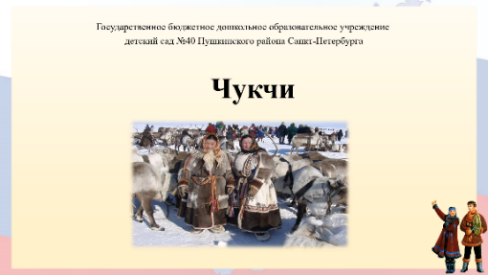 Государственное бюджетное дошкольное образовательное учреждение
детский сад №40 Пушкинского района Санкт-Петербурга
Чукчи